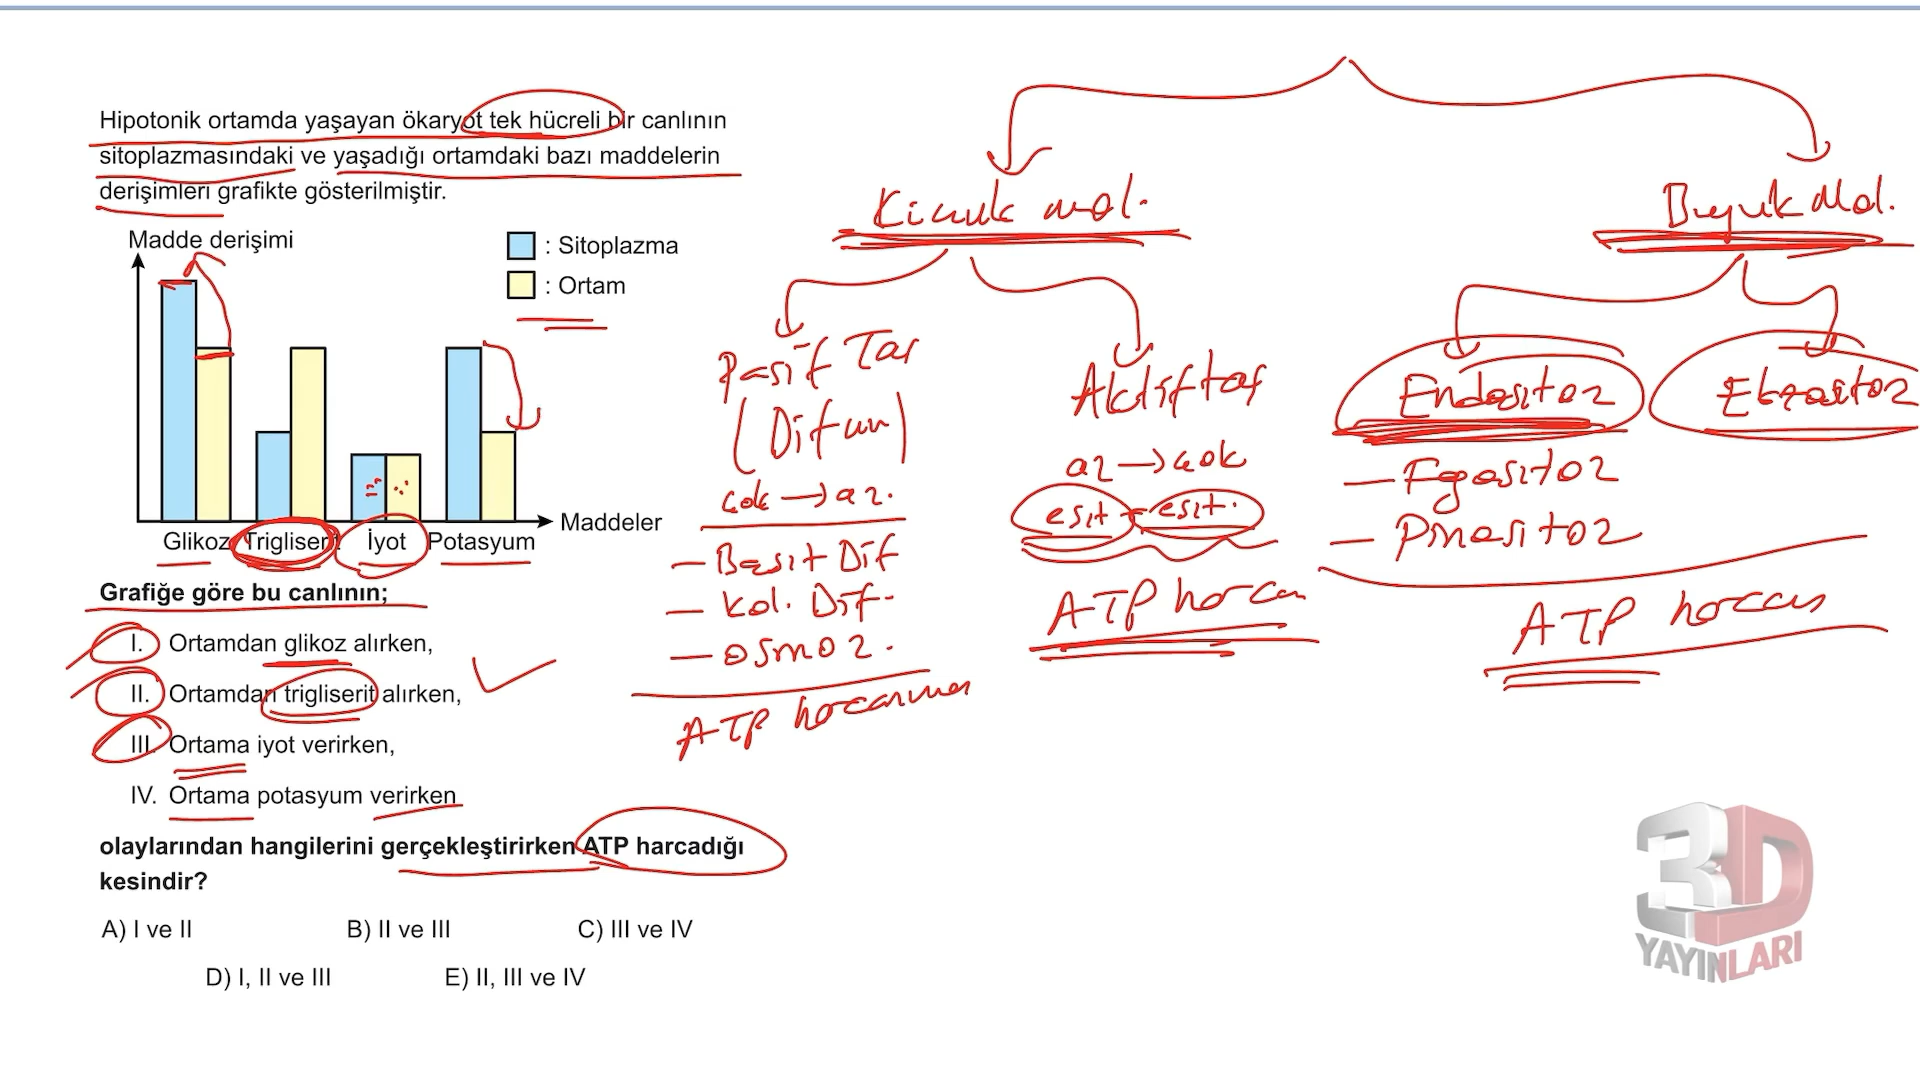 Hipotonik ortamda yaşayan ökaryot tek hücreli bir canlının
sitoplazmasındaki ve yaşadığı ortamdaki bazı maddelerin
derişimleri grafikte gösterilmiştir.
Madde derişimi
: Sitoplazma
: Ortam
Maddeler
Glikoz Trigliserit İyot Potasyum
Grafiğe göre bu canlının;
I. Ortamdan glikoz alırken,
II. Ortamdan trigliserit alırken,
III. Ortama iyot verirken,
IV. Ortama potasyum verirken
olaylarından hangilerini gerçekleştirirken ATP harcadığı
kesindir?
A) I ve II
B) II ve III
C) III ve IV
D) I, II ve III
E) II, III ve IV
mol.
Pasif Taş
çok → az.
— Basit Dif
— Kol. Dif.
— Osmoz.
ATP harcanmaz
Aktif taş
az → çok
eşit - eşit.
ATP harcan
Büyük Mol.
Endositoz
— Fagositoz
— Pinositoz
Ekzositoz
ATP harcan
3D
YAYINLARI